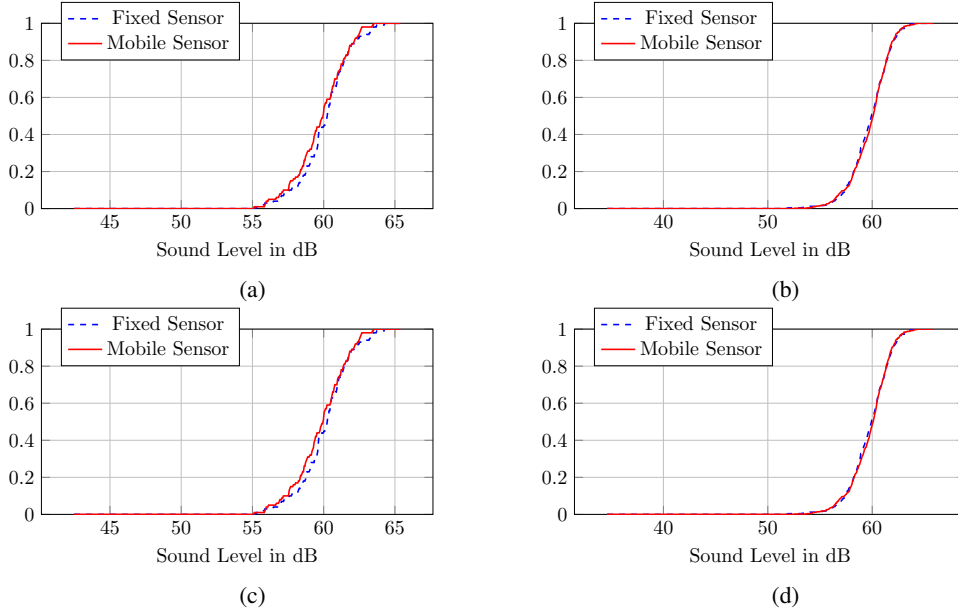 Fixed Sensor
Mobile Sensor
1
0.8
0.6
0.4
0.2
0
45 50 55 60 65
Sound Level in dB
(a)
Fixed Sensor
Mobile Sensor
1
0.8
0.6
0.4
0.2
0
40 50 60
Sound Level in dB
(b)
Fixed Sensor
Mobile Sensor
1
0.8
0.6
0.4
0.2
0
45 50 55 60 65
Sound Level in dB
(c)
Fixed Sensor
Mobile Sensor
1
0.8
0.6
0.4
0.2
0
40 50 60
Sound Level in dB
(d)